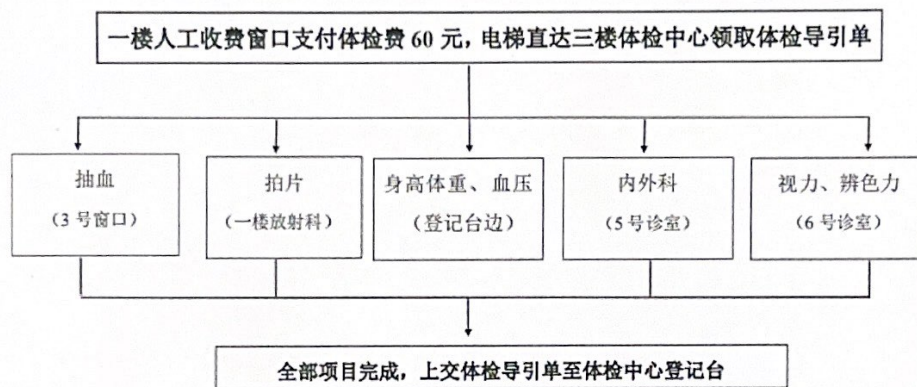 一楼人工收费窗口支付体检费 60 元，电梯直达三楼体检中心领取体检导引单
抽血
（3 号窗口）
拍片
（一楼放射科）
身高体重、血压
（登记台边）
内外科
（5 号诊室）
视力、辨色力
（6 号诊室）
全部项目完成，上交体检导引单至体检中心登记台